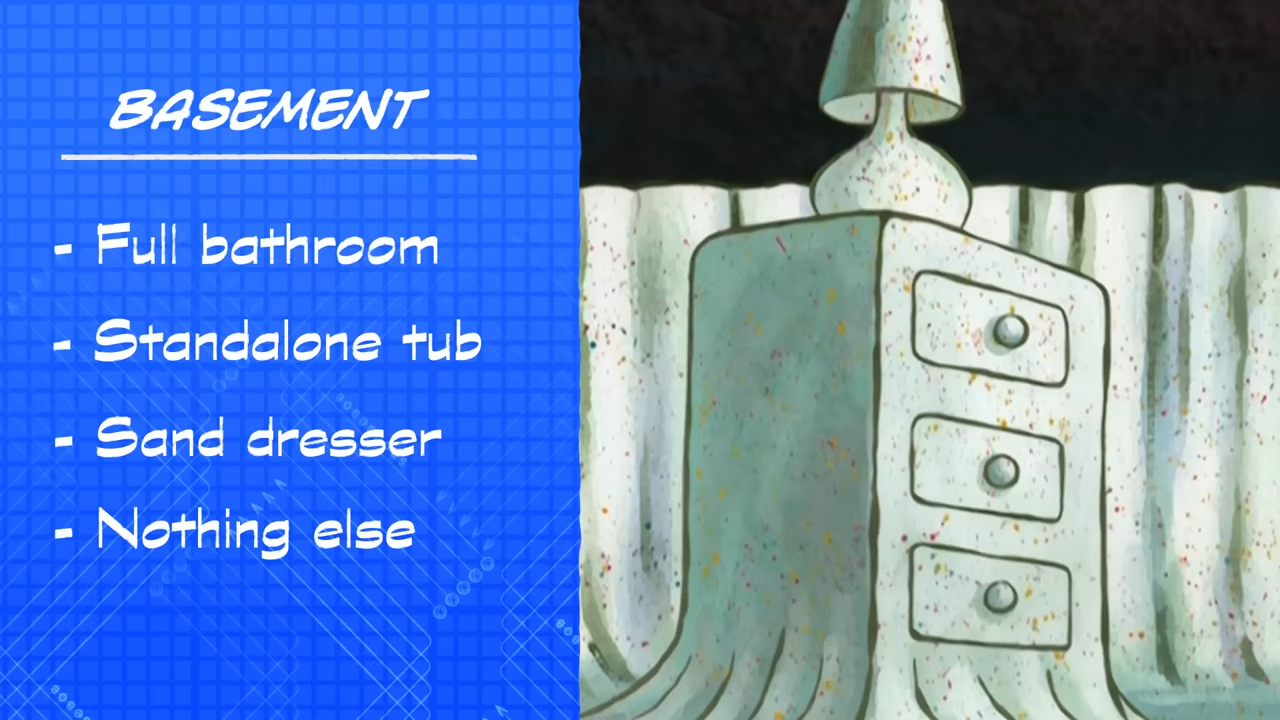 BASEMENT
- Full bathroom
- Standalone tub
- Sand dresser
- Nothing else